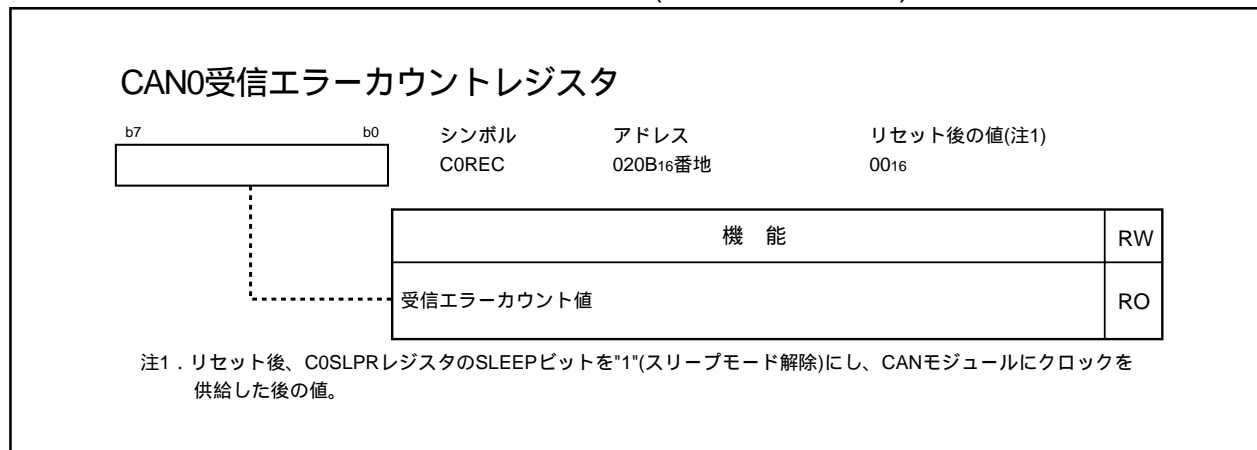 CAN0受信エラーカウントレジスタ
b7 b0 シンボル アドレス リセット後の値(注1)
C0REC 020B16番地 0016
機 能 RW
受信エラーカウント値 RO
注1．リセット後、C0SLPRレジスタのSLEEPビットを"1"(スリープモード解除)にし、CANモジュールにクロックを
供給した後の値。